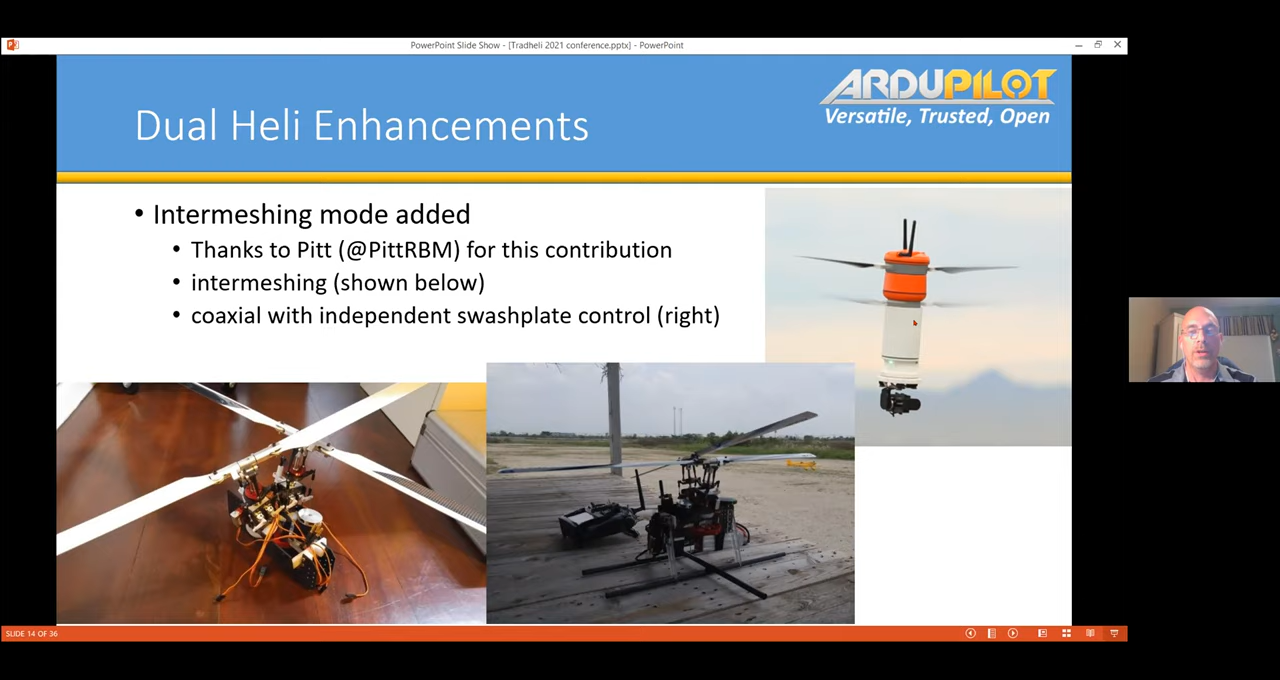 PowerPoint Slide Show - [Tradheli 2021 conference.pptx] - PowerPoint
ARDUPILOT
Versatile, Trusted, Open
Dual Heli Enhancements
• Intermeshing mode added
• Thanks to Pitt (@PittRBM) for this contribution
• intermeshing (shown below)
• coaxial with independent swashplate control (right)
SLIDE 14 OF 36